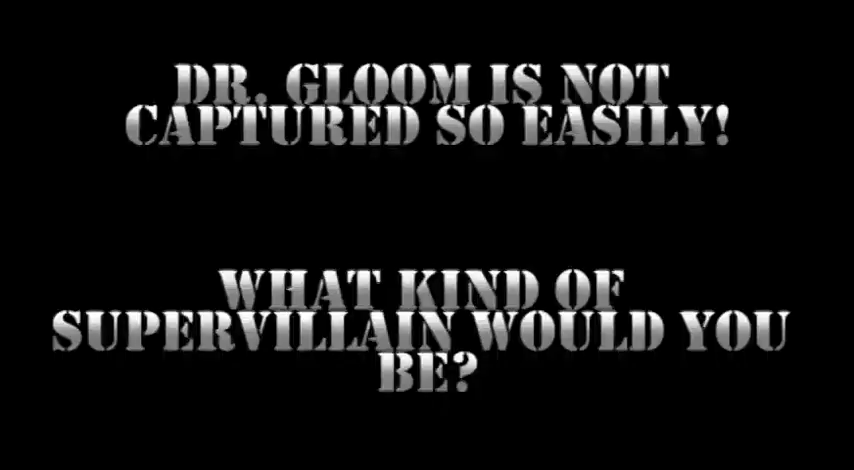 DR. GLOOM IS NOT
CAPTURED SO EASILY!
WHAT KIND OF
SUPERVILLAIN WOULD YOU
BE?